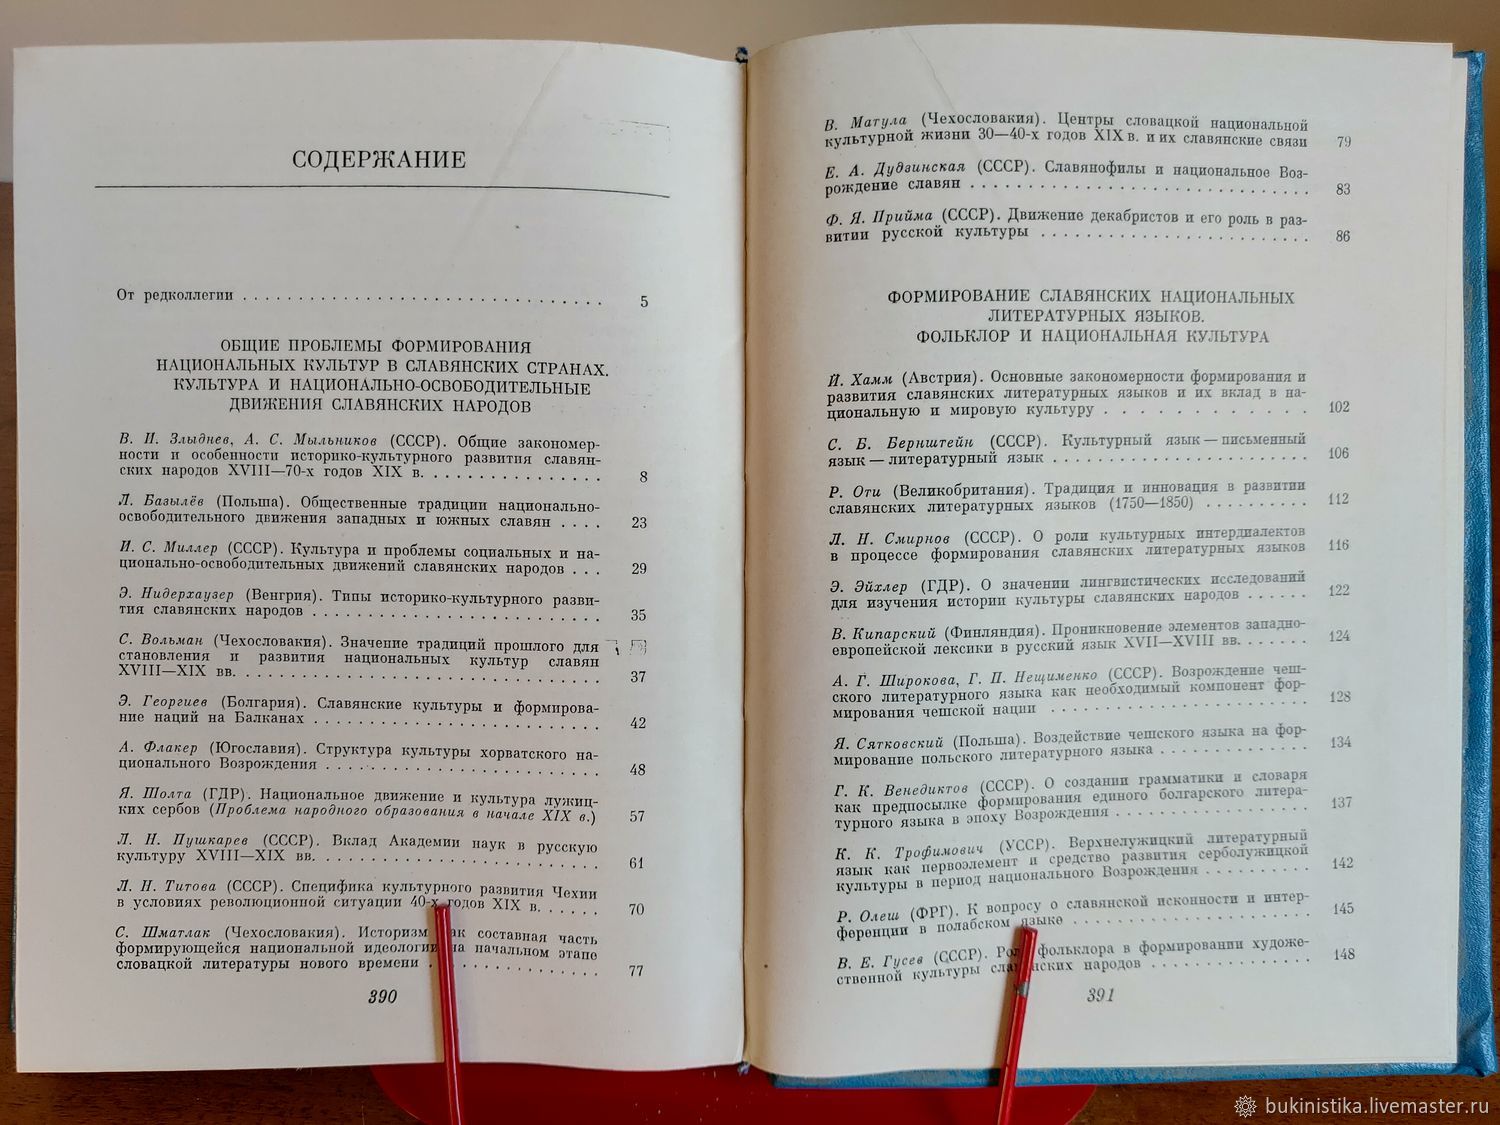 СОДЕРЖАНИЕ
От редколлегии . . . . . . . . . . . . . . . . . . . . . . . . . . . . . . . . 5
ОБЩИЕ ПРОБЛЕМЫ ФОРМИРОВАНИЯ
НАЦИОНАЛЬНЫХ КУЛЬТУР В СЛАВЯНСКИХ СТРАНАХ.
КУЛЬТУРА И НАЦИОНАЛЬНО-ОСВОБОДИТЕЛЬНЫЕ
ДВИЖЕНИЯ СЛАВЯНСКИХ НАРОДОВ
В. И. Злыднев, А. С. Мыльников (СССР). Общие закономер-
ности и особенности историко-культурного развития славян-
ских народов XVIII—70-х годов XIX в. . . . . . . . . . . . . . . . 8
Л. Базылёв (Польша). Общественные традиции национально-
освободительного движения западных и южных славян . . . . 23
И. С. Миллер (СССР). Культура и проблемы социальных и на-
ционально-освободительных движений славянских народов . . . 29
Э. Нидерхаузер (Венгрия). Типы историко-культурного разви-
тия славянских народов . . . . . . . . . . . . . . . . . . . . . . . . . 35
С. Вольман (Чехословакия). Значение традиций прошлого для
становления и развития национальных культур славян
XVIII—XIX вв. . . . . . . . . . . . . . . . . . . . . . . . . . . . . . . . . 37
Э. Георгиев (Болгария). Славянские культуры и формирова-
ние наций на Балканах . . . . . . . . . . . . . . . . . . . . . . . . . 42
А. Флакер (Югославия). Структура культуры хорватского на-
ционального Возрождения . . . . . . . . . . . . . . . . . . . . . . . . 48
Я. Шолта (ГДР). Национальное движение и культура лужиц-
ких сербов (Проблема народного образования в начале XIX в.) 57
Л. Н. Пушкарев (СССР). Вклад Академии наук в русскую
культуру XVIII—XIX вв. . . . . . . . . . . . . . . . . . . . . . . . . . 61
Л. Н. Титова (СССР). Специфика культурного развития Чехии
в условиях революционной ситуации 40-х годов XIX в. . . . . . 70
С. Шматлак (Чехословакия). Историзм как составная часть
формирующейся национальной идеологии на начальном этапе
словацкой литературы нового времени . . . . . . . . . . . . . . . 77
390
В. Матула (Чехословакия). Центры словацкой национальной
культурной жизни 30—40-х годов XIX в. и их славянские связи 79
Е. А. Дудзинская (СССР). Славянофилы и национальное Воз-
рождение славян . . . . . . . . . . . . . . . . . . . . . . . . . . . . . . 83
Ф. Я. Прийма (СССР). Движение декабристов и его роль в раз-
витии русской культуры . . . . . . . . . . . . . . . . . . . . . . . . 86
ФОРМИРОВАНИЕ СЛАВЯНСКИХ НАЦИОНАЛЬНЫХ
ЛИТЕРАТУРНЫХ ЯЗЫКОВ.
ФОЛЬКЛОР И НАЦИОНАЛЬНАЯ КУЛЬТУРА
Й. Хамм (Австрия). Основные закономерности формирования и
развития славянских литературных языков и их вклад в на-
циональную и мировую культуру . . . . . . . . . . . . 102
С. Б. Бернштейн (СССР). Культурный язык — письменный
язык — литературный язык . . . . . . . . . . . . . . . . . . . . . . . 106
Р. Оти (Великобритания). Традиция и инновация в развитии
славянских литературных языков (1750—1850) . . . . . . . . . 112
Л. Н. Смирнов (СССР). О роли культурных интердиалектов
в процессе формирования славянских литературных языков 116
Э. Эйхлер (ГДР). О значении лингвистических исследований
для изучения истории культуры славянских народов . . . . . . 122
В. Кипарский (Финляндия). Проникновение элементов западно-
европейской лексики в русский язык XVII—XVIII вв. . . . . . . 124
А. Г. Широкова, Г. П. Нещименко (СССР). Возрождение чеш-
ского литературного языка как необходимый компонент фор-
мирования чешской нации . . . . . . . . . . . . . . . . . . . . . . . 128
Я. Сятковский (Польша). Воздействие чешского языка на фор-
мирование польского литературного языка . . . . . . . . . . . . . 134
Г. К. Венедиктов (СССР). О создании грамматики и словаря
как предпосылке формирования единого болгарского литера-
турного языка в эпоху Возрождения . . . . . . . . . . . . . . . . . 137
К. К. Трофимович (УССР). Верхнелужицкий литературный
язык как первоэлемент и средство развития серболужицкой
культуры в период национального Возрождения . . . . . . . . . 142
Р. Олеш (ФРГ). К вопросу о славянской исконности и интер-
ференции в полабском языке . . . . . . . . . . . . . . . . . . . . . 145
В. Е. Гусев (СССР). Роль фольклора в формировании художе-
ственной культуры славянских народов . . . . . . . . . . . . . . 148
391
bukinistika.livemaster.ru